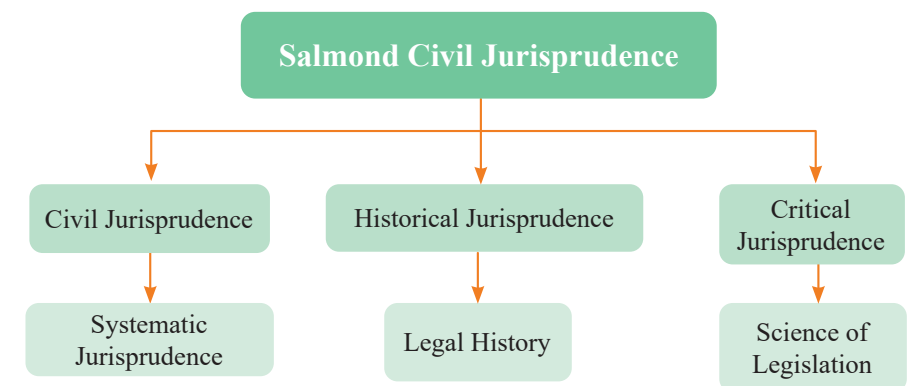 Salmond Civil Jurisprudence
Civil Jurisprudence
Historical Jurisprudence
Critical
Jurisprudence
Systematic
Jurisprudence
Legal History
Science of
Legislation